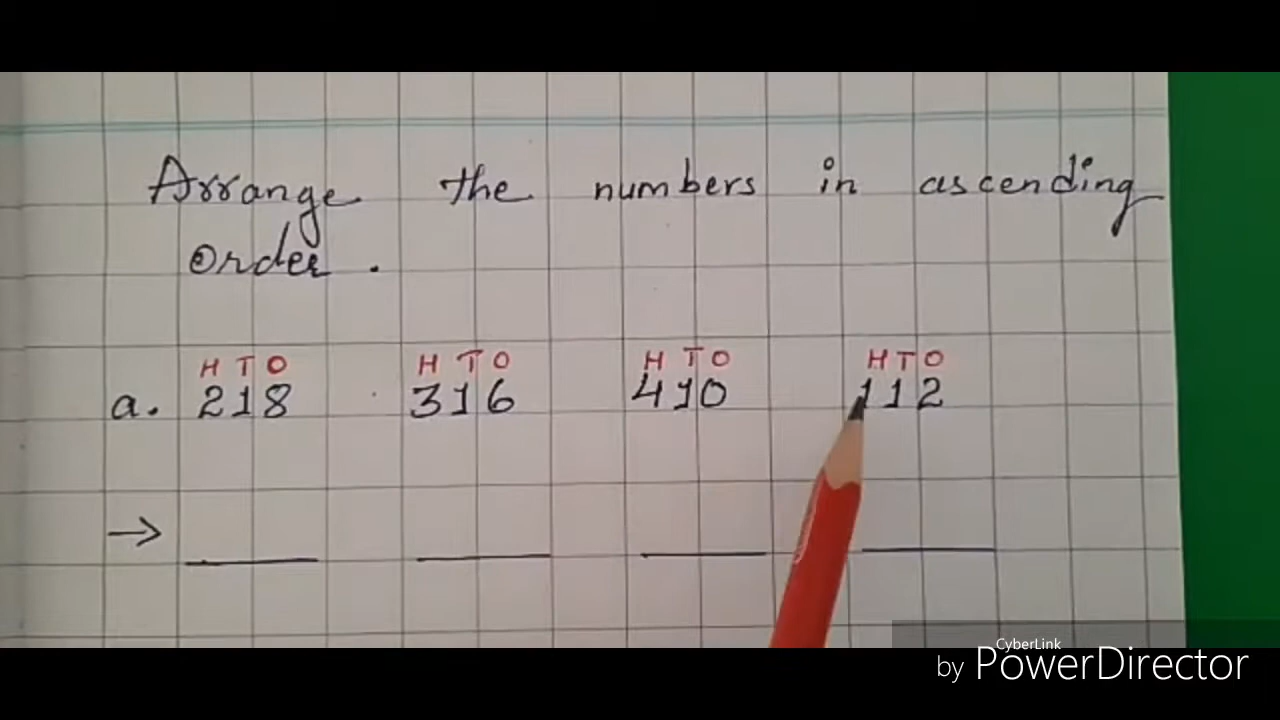 Arrange the numbers in ascending
order.
H T O H T O H T O H T O
a. 218 316 410 112
→
CyberLink
by PowerDirector